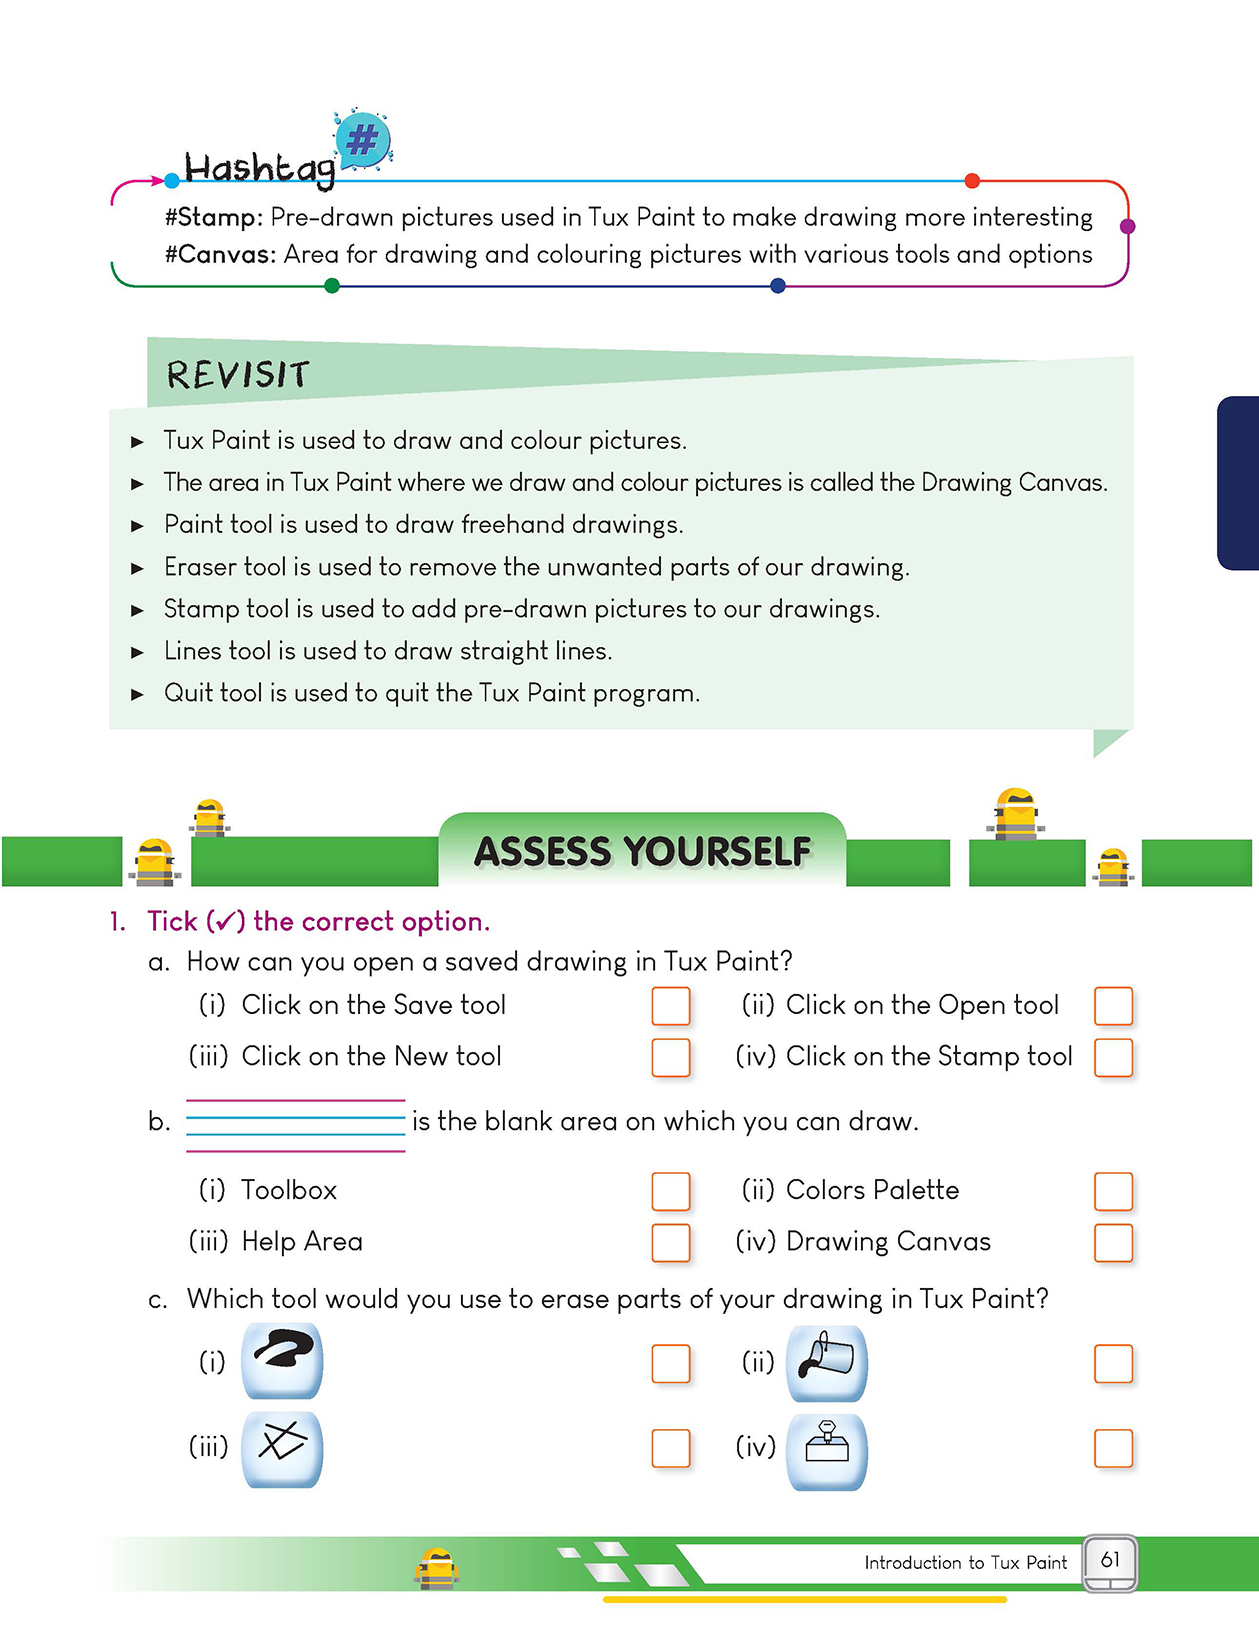 Hashtag #
#Stamp: Pre-drawn pictures used in Tux Paint to make drawing more interesting
#Canvas: Area for drawing and colouring pictures with various tools and options
REVISIT
► Tux Paint is used to draw and colour pictures.
► The area in Tux Paint where we draw and colour pictures is called the Drawing Canvas.
► Paint tool is used to draw freehand drawings.
► Eraser tool is used to remove the unwanted parts of our drawing.
► Stamp tool is used to add pre-drawn pictures to our drawings.
► Lines tool is used to draw straight lines.
► Quit tool is used to quit the Tux Paint program.
ASSESS YOURSELF
1. Tick (✓) the correct option.
a. How can you open a saved drawing in Tux Paint?
(i) Click on the Save tool (ii) Click on the Open tool
(iii) Click on the New tool (iv) Click on the Stamp tool
b. is the blank area on which you can draw.
(i) Toolbox (ii) Colors Palette
(iii) Help Area (iv) Drawing Canvas
c. Which tool would you use to erase parts of your drawing in Tux Paint?
(i) (ii)
(iii) (iv)
Introduction to Tux Paint 61